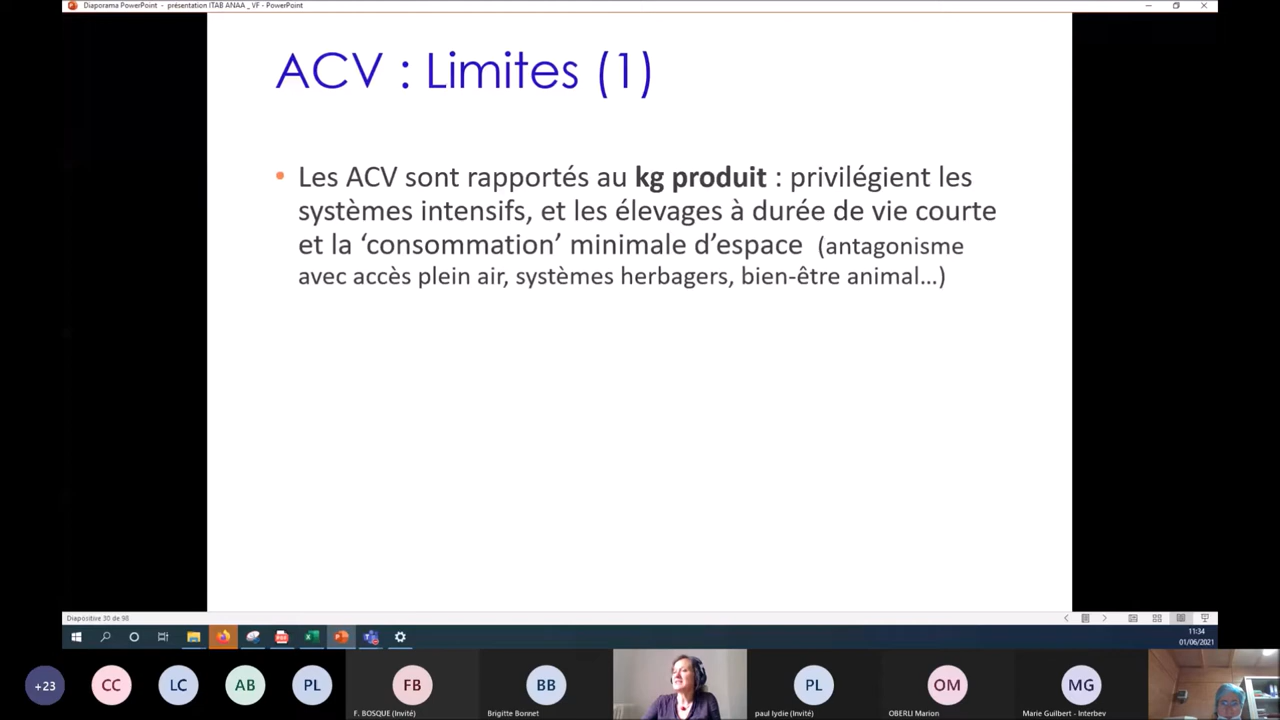 Diaporama PowerPoint - présentation ITAB ANAA _ VF - PowerPoint
ACV : Limites (1)
• Les ACV sont rapportés au kg produit : privilégient les
systèmes intensifs, et les élevages à durée de vie courte
et la ‘consommation’ minimale d’espace (antagonisme
avec accès plein air, systèmes herbagers, bien-être animal…)
Diapositive 30 de 98
11:34
01/06/2021
+23
CC
LC
AB
PL
FB
BB
PL
OM
MG
F. BOSQUE (Invité)
Brigitte Bonnet
paul lydie (Invité)
OBERLI Marion
Marie Guilbert - Interbev